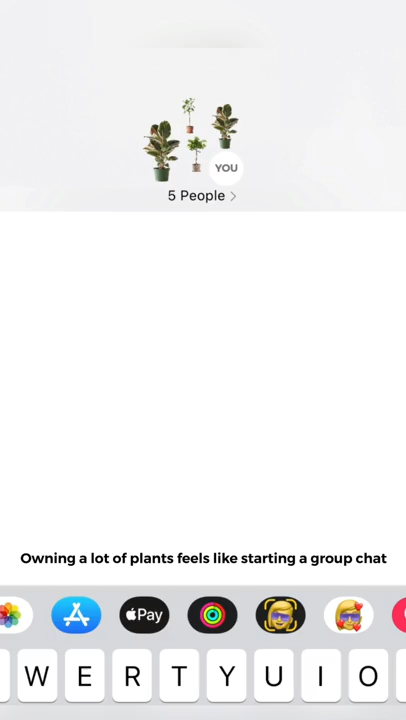 YOU
5 People >
Owning a lot of plants feels like starting a group chat
Pay
W E R T Y U I O